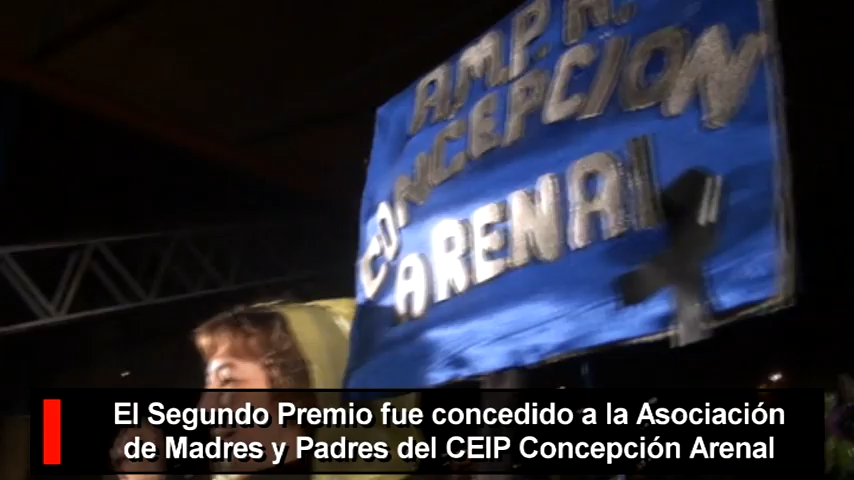 A.M.P.A.
CONCEPCION
ARENAL
El Segundo Premio fue concedido a la Asociación
de Madres y Padres del CEIP Concepción Arenal